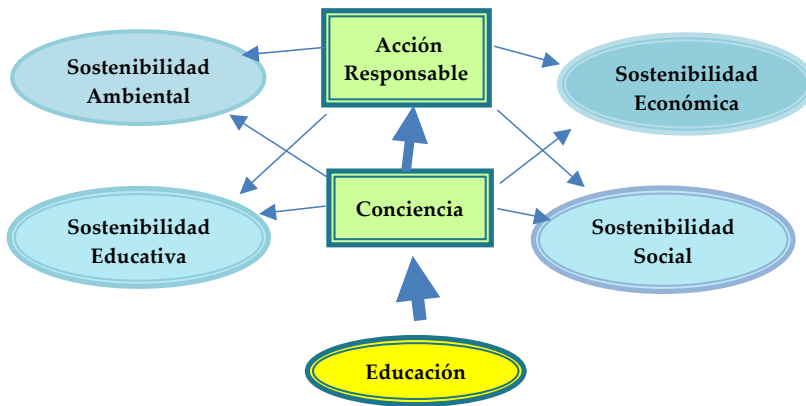 Acción
Responsable
Sostenibilidad
Ambiental
Sostenibilidad
Económica
Conciencia
Sostenibilidad
Educativa
Sostenibilidad
Social
Educación